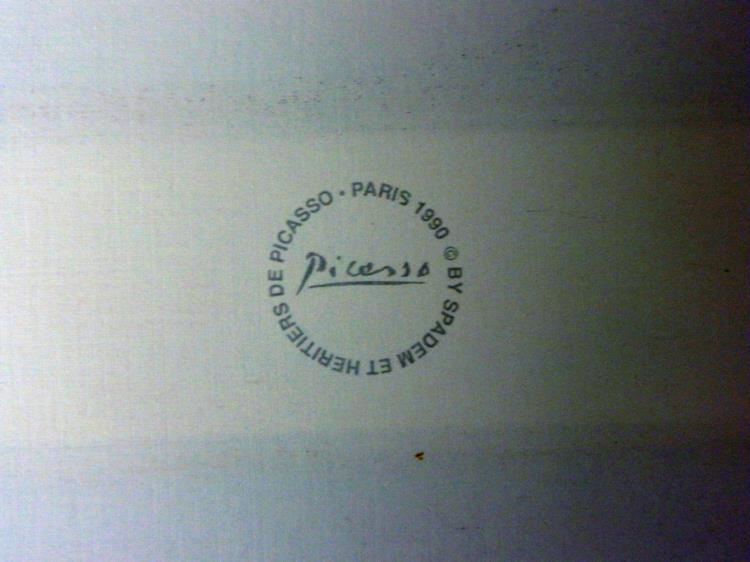 © BY SPADEM ET HERITIERS DE PICASSO · PARIS 1990
Picasso